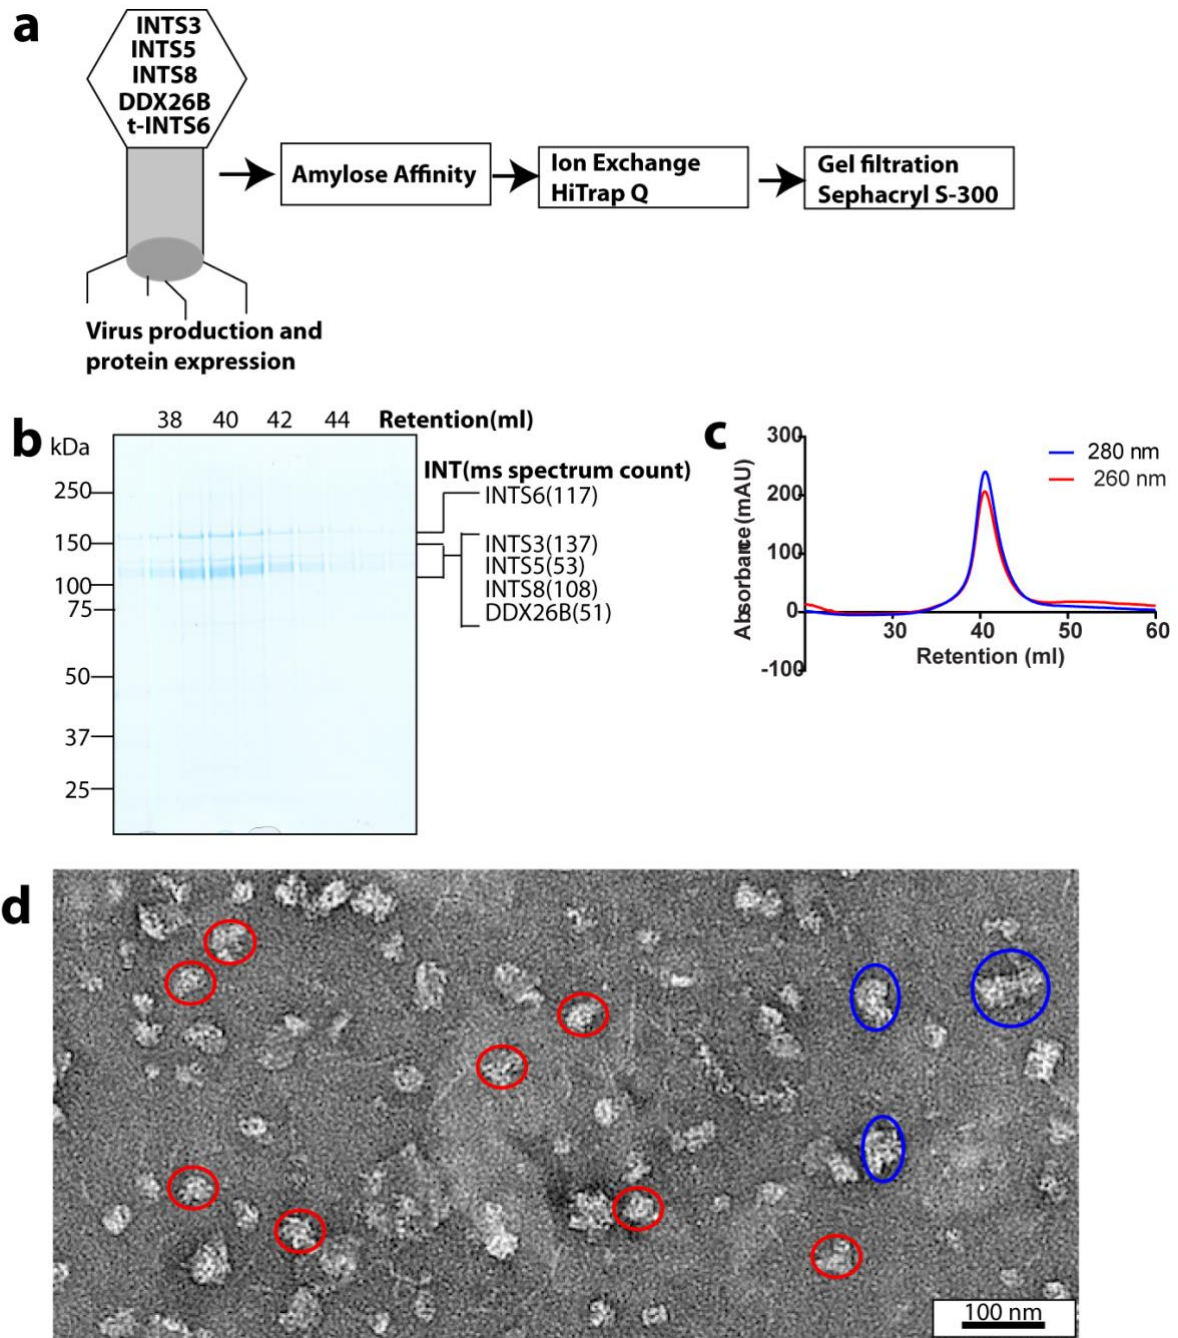 a
INTS3
INTS5
INTS8
DDX26B
t-INTS6
Amylose Affinity
Ion Exchange
HiTrap Q
Gel filtration
Sephacryl S-300
Virus production and
protein expression
b
38 40 42 44 Retention(ml)
kDa
INT(ms spectrum count)
250
150
100
75
50
37
25
INTS6(117)
INTS3(137)
INTS5(53)
INTS8(108)
DDX26B(51)
c
Absorbance(mAU)
300
200
100
0
-100
280 nm
260 nm
30 40 50 60
Retention (ml)
d
100 nm